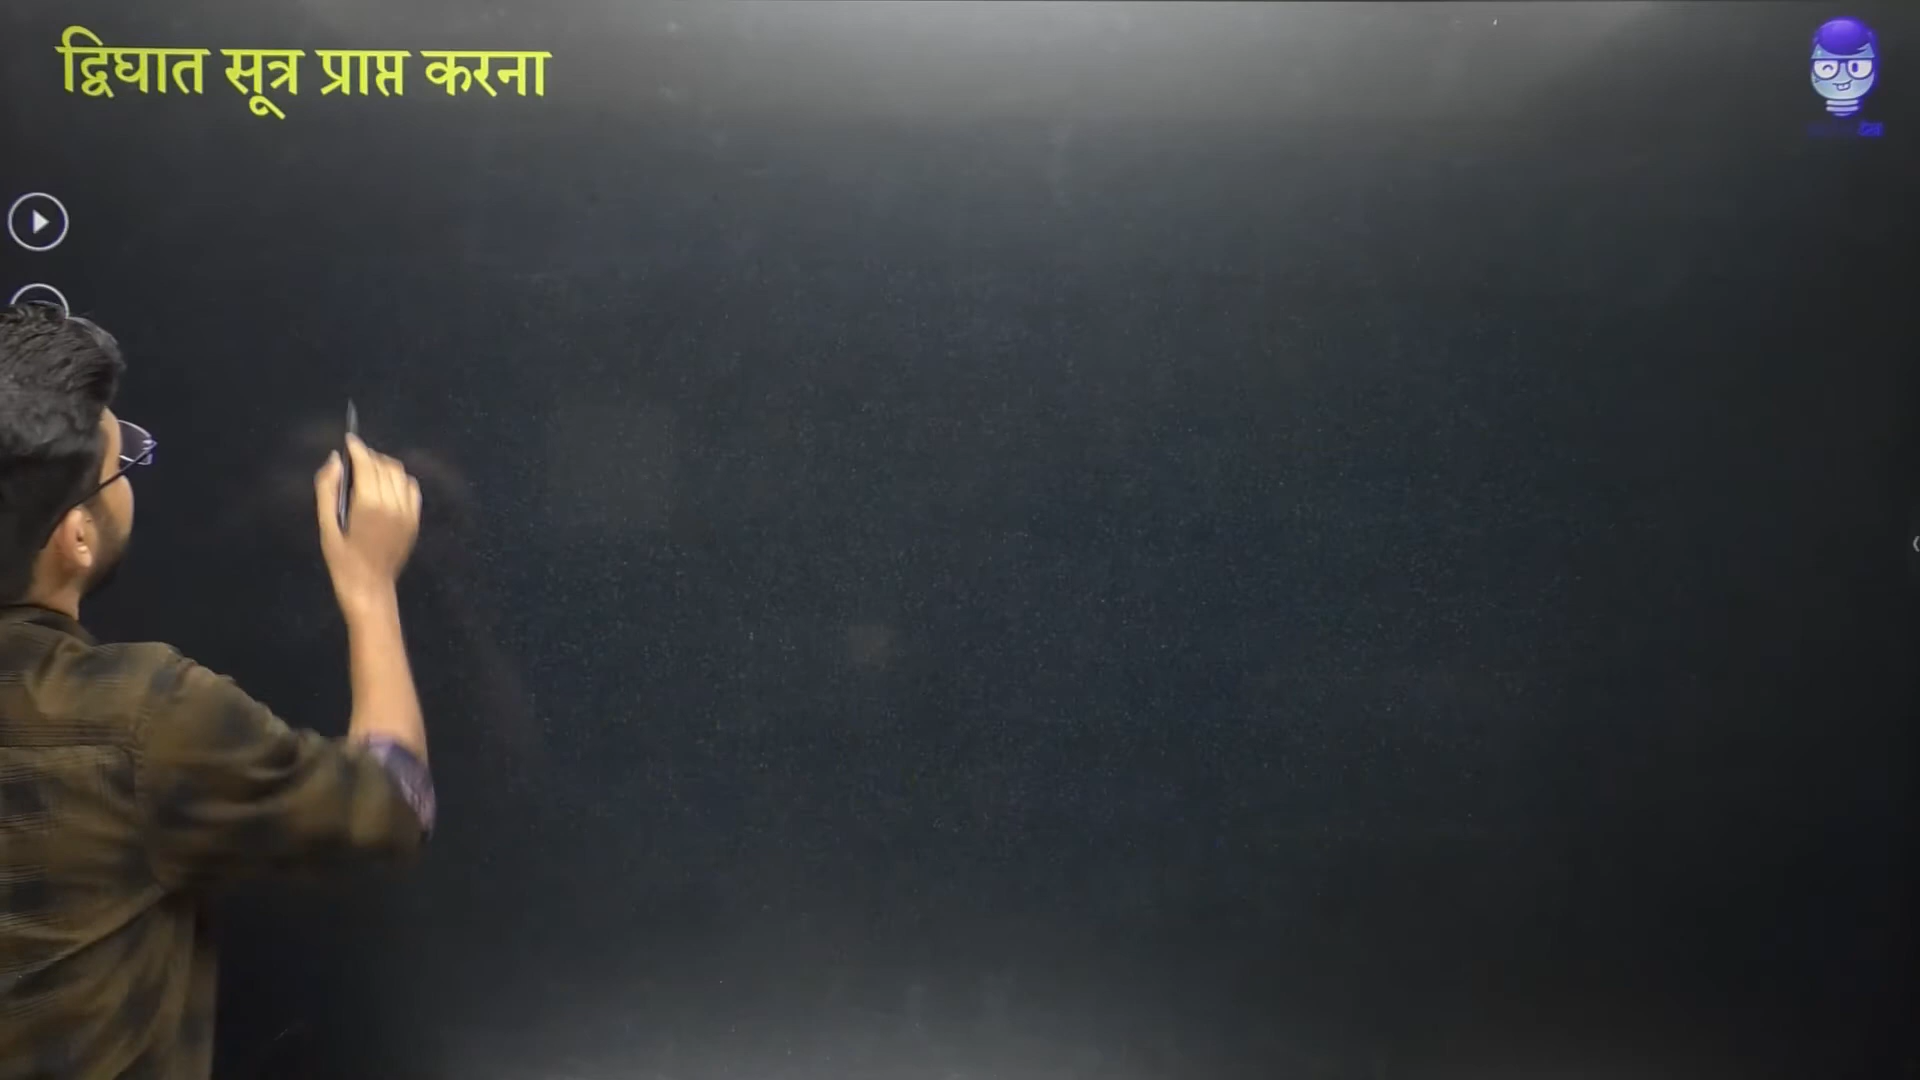 द्विघात सूत्र प्राप्त करना